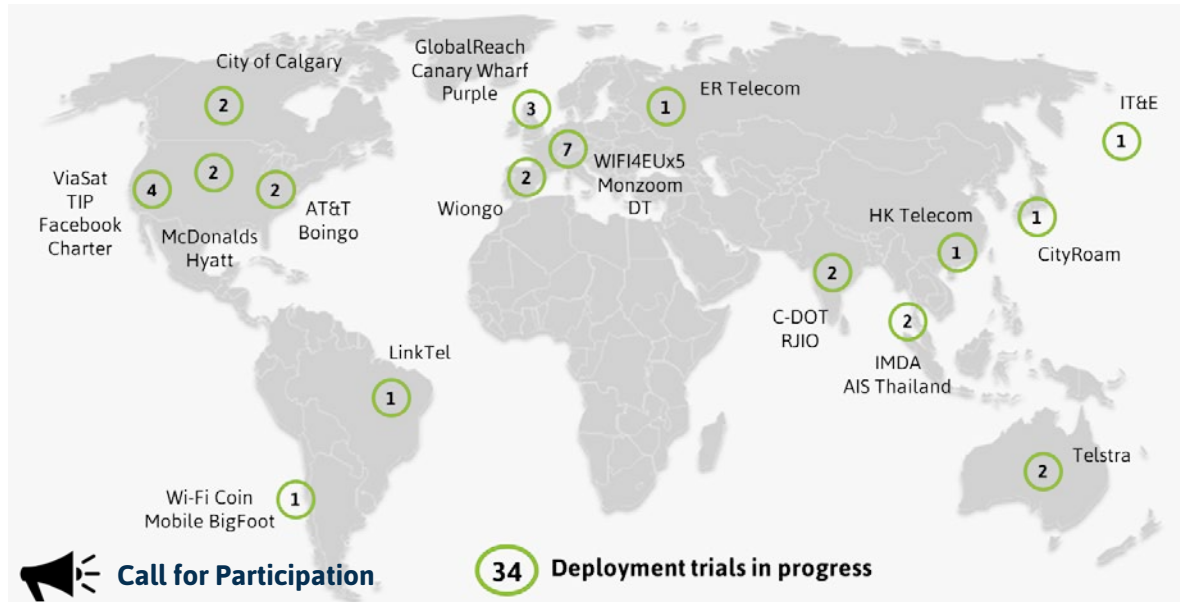 City of Calgary
2
GlobalReach
Canary Wharf
Purple
3
ER Telecom
1
IT&E
1
ViaSat
TIP
Facebook
Charter
4
2
McDonalds
Hyatt
2
AT&T
Boingo
Wiongo
2
7
WIFI4EUx5
Monzoom
DT
HK Telecom
1
1
CityRoam
2
C-DOT
RJIO
2
IMDA
AIS Thailand
LinkTel
1
Telstra
2
Wi-Fi Coin
Mobile BigFoot
1
Call for Participation
34 Deployment trials in progress